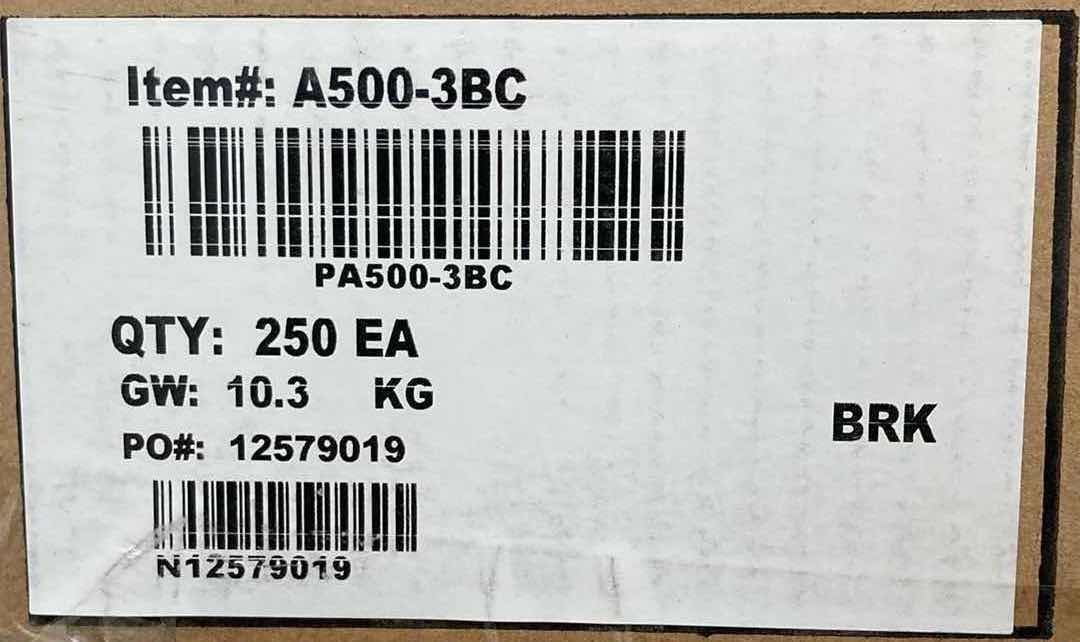 Item#: A500-3BC
PA500-3BC
QTY: 250 EA
GW: 10.3 KG
BRK
PO#: 12579019
N12579019